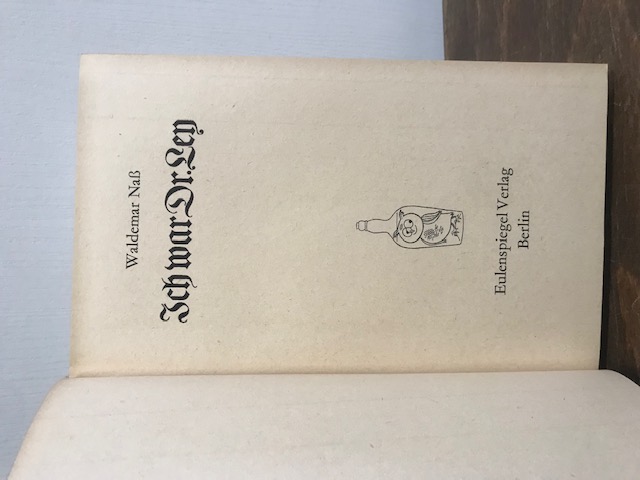 Waldemar Naß
Ich war Dr. Ley
Eulenspiegel Verlag
Berlin